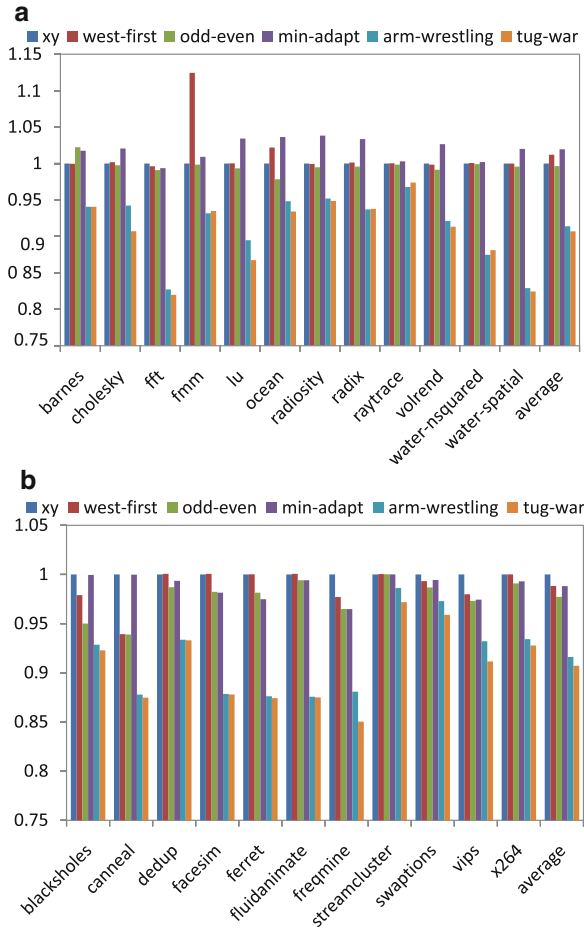 a
xy west-first odd-even min-adapt arm-wrestling tug-war
1.15
1.1
1.05
1
0.95
0.9
0 85
0.8
0.75
barnes
cholesky
fft
fmm
lu
ocean
radiosity
radix
raytrace
volrend
water-nsquared
water-spatial
average
b
xy west-first odd-even min-adapt arm-wrestling tug-war
1.05
1
0.95
0.9
0.85
0.8
0.75
blacksholes
canneal
dedup
facesim
ferret
fluidanimate
freqmine
streamcluster
swaptions
vips
x264
average